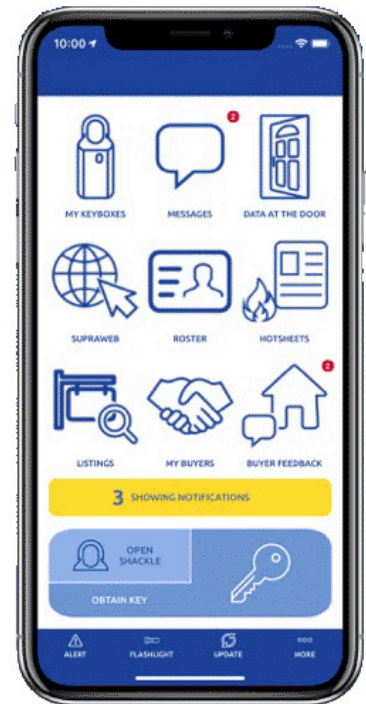 10:00
2
MY KEYBOXES MESSAGES DATA AT THE DOOR
SUPRAWEB ROSTER HOTSHEETS
2
LISTINGS MY BUYERS BUYER FEEDBACK
3 SHOWING NOTIFICATIONS
OPEN
SHACKLE
OBTAIN KEY
ALERT FLASHLIGHT UPDATE MORE